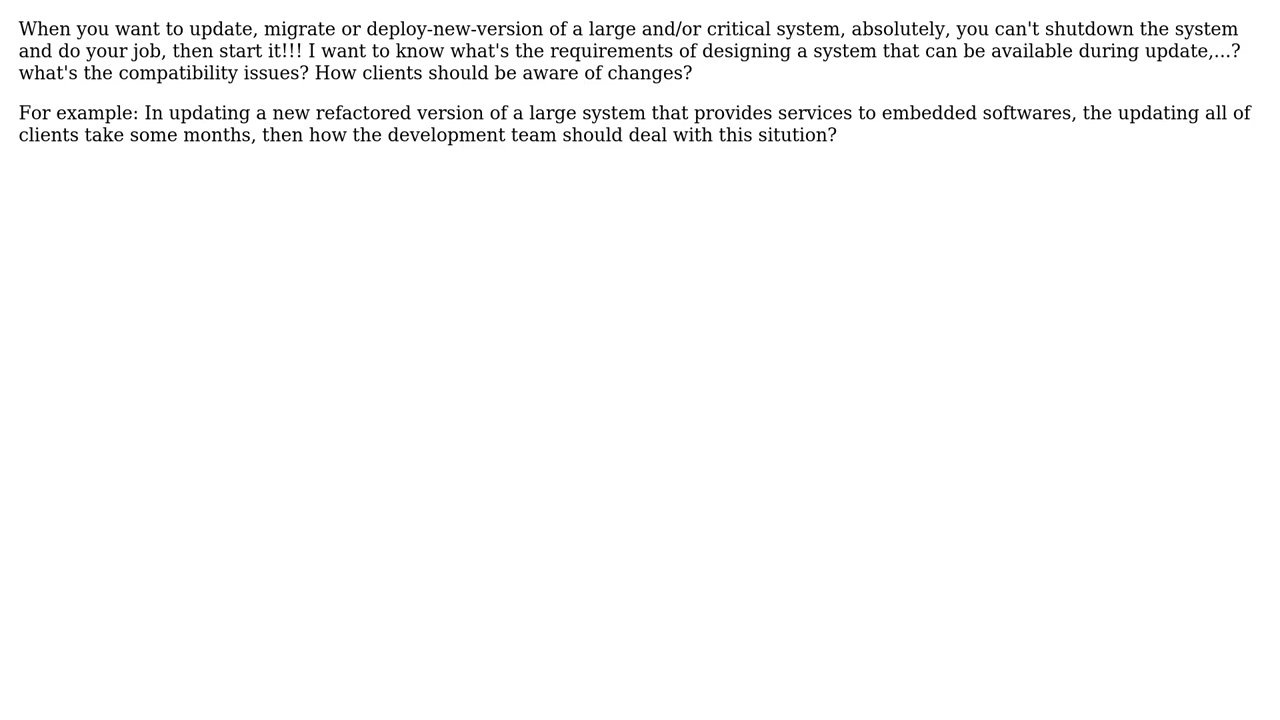 When you want to update, migrate or deploy-new-version of a large and/or critical system, absolutely, you can't shutdown the system
and do your job, then start it!!! I want to know what's the requirements of designing a system that can be available during update,...?
what's the compatibility issues? How clients should be aware of changes?
For example: In updating a new refactored version of a large system that provides services to embedded softwares, the updating all of
clients take some months, then how the development team should deal with this sitution?